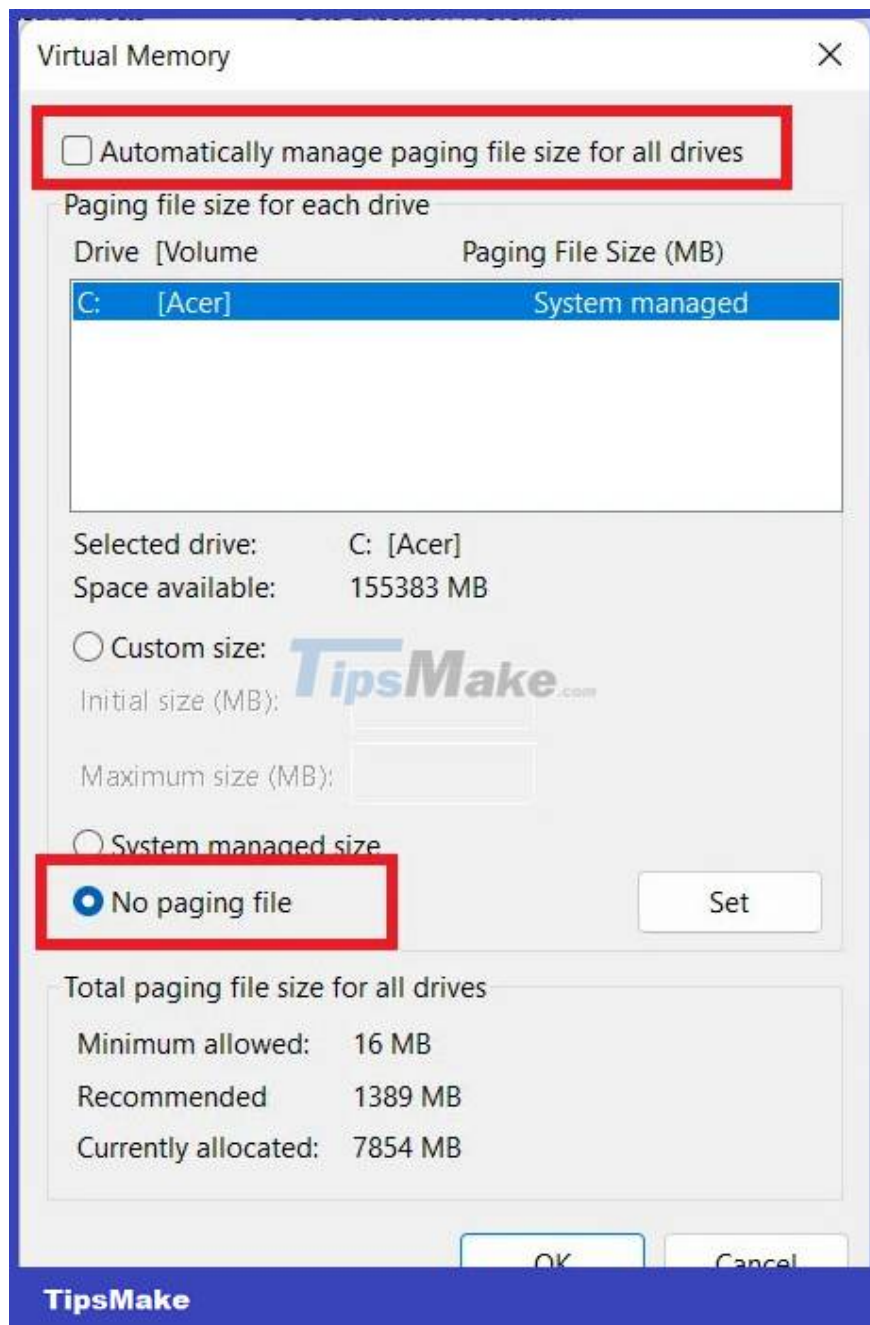 Virtual Memory
Automatically manage paging file size for all drives
Paging file size for each drive
Drive [Volume Paging File Size (MB)
C: [Acer] System managed
Selected drive: C: [Acer]
Space available: 155383 MB
Custom size:
TipsMake.com
Initial size (MB):
Maximum size (MB):
System managed size
No paging file Set
Total paging file size for all drives
Minimum allowed: 16 MB
Recommended 1389 MB
Currently allocated: 7854 MB
OK Cancel
TipsMake